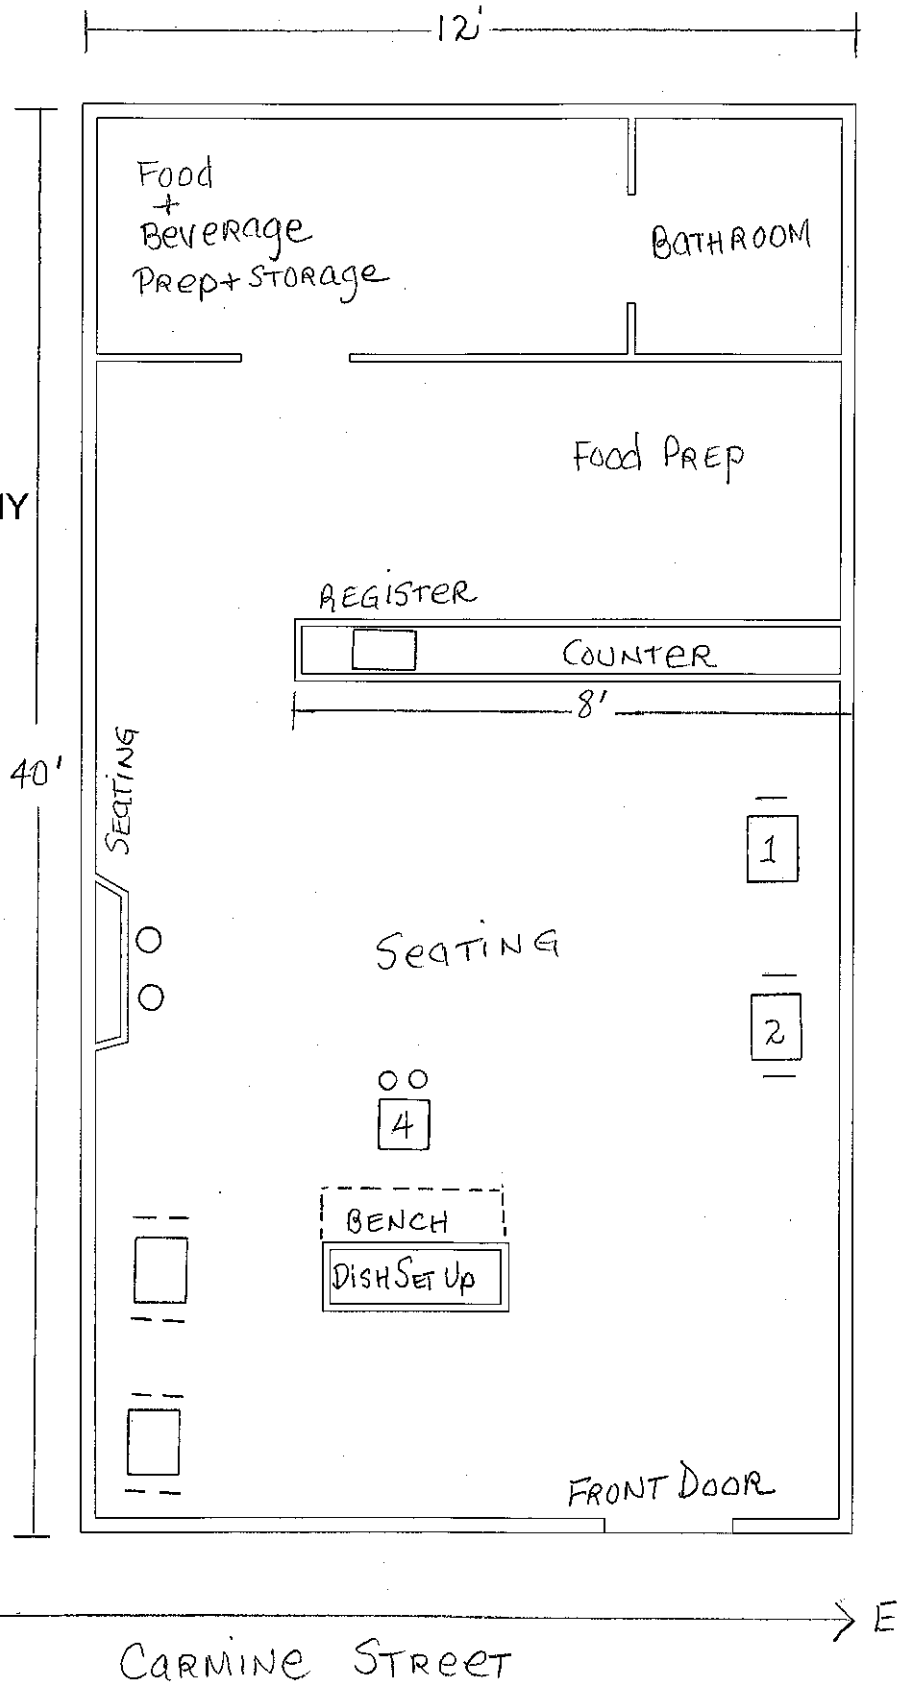 12'
Food
+
Beverage
Prep + Storage
Bathroom
Food Prep
Register
Counter
8'
40'
Seating
1
Seating
2
4
Bench
Dish Set Up
Front Door
E
Carmine Street